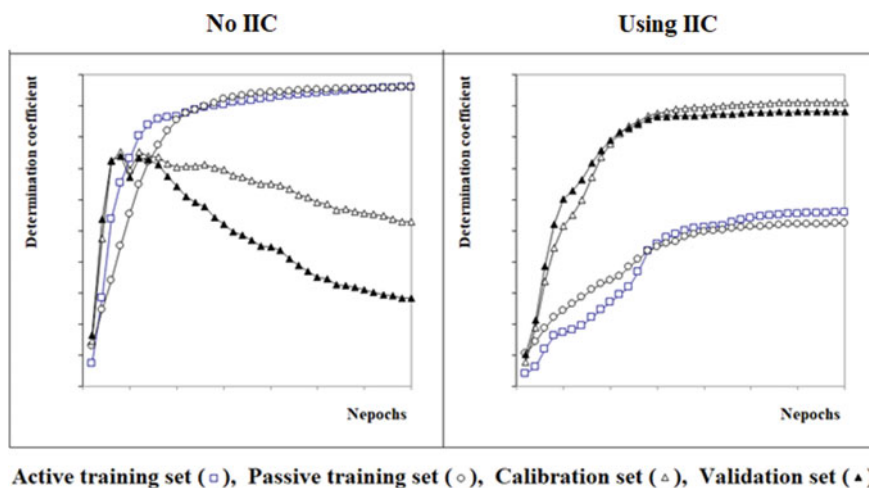 No IIC
Using IIC
Determination coefficient
Nepochs
Determination coefficient
Nepochs
Active training set (□), Passive training set (○), Calibration set (△), Validation set (▲)